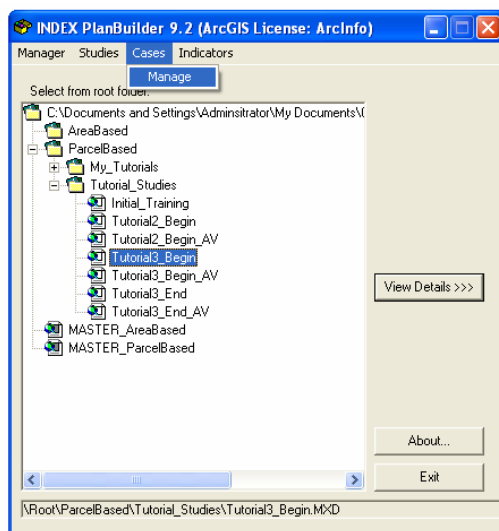 INDEX PlanBuilder 9.2 (ArcGIS License: ArcInfo)
Manager Studies Cases Indicators
Manage
Select from root folder:
C:\Documents and Settings\Adminsitrator\My Documents\(
AreaBased
ParcelBased
My_Tutorials
Tutorial_Studies
Initial_Training
Tutorial2_Begin
Tutorial2_Begin_AV
Tutorial3_Begin
Tutorial3_Begin_AV
Tutorial3_End
Tutorial3_End_AV
MASTER_AreaBased
MASTER_ParcelBased
View Details >>>
About...
Exit
\Root\ParcelBased\Tutorial_Studies\Tutorial3_Begin.MXD